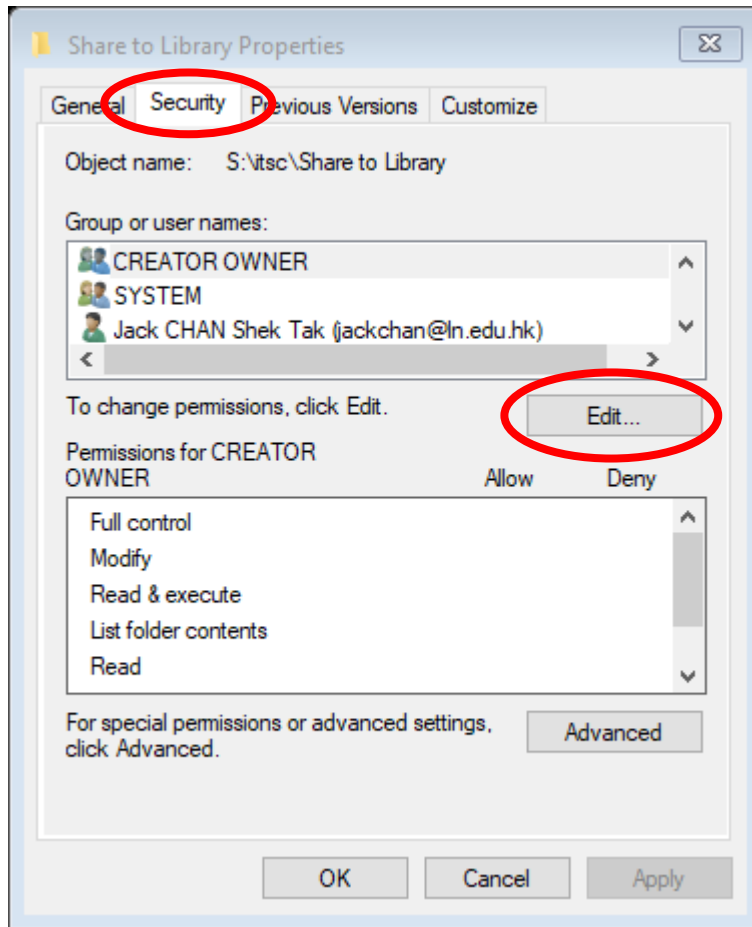 Share to Library Properties
General Security Previous Versions Customize
Object name: S:\itsc\Share to Library
Group or user names:
CREATOR OWNER
SYSTEM
Jack CHAN Shek Tak (jackchan@ln.edu.hk)
To change permissions, click Edit.
Edit...
Permissions for CREATOR
OWNER Allow Deny
Full control
Modify
Read & execute
List folder contents
Read
For special permissions or advanced settings,
click Advanced.
Advanced
OK Cancel Apply